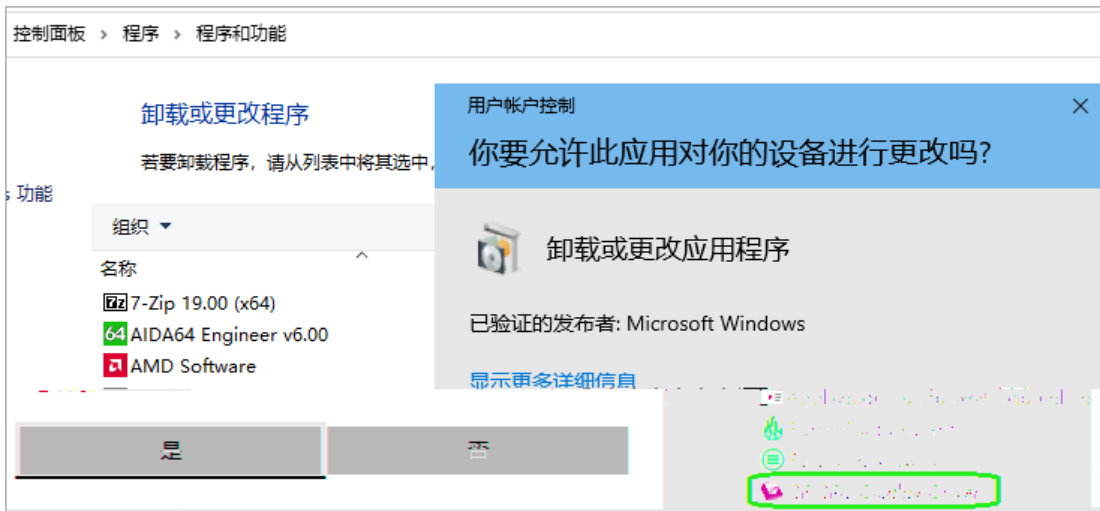 控制面板 › 程序 › 程序和功能
卸载或更改程序
若要卸载程序，请从列表中将其选中，
功能
组织
名称
7-Zip 19.00 (x64)
64 AIDA64 Engineer v6.00
AMD Software
用户帐户控制
你要允许此应用对你的设备进行更改吗?
卸载或更改应用程序
已验证的发布者: Microsoft Windows
显示更多详细信息
是
否